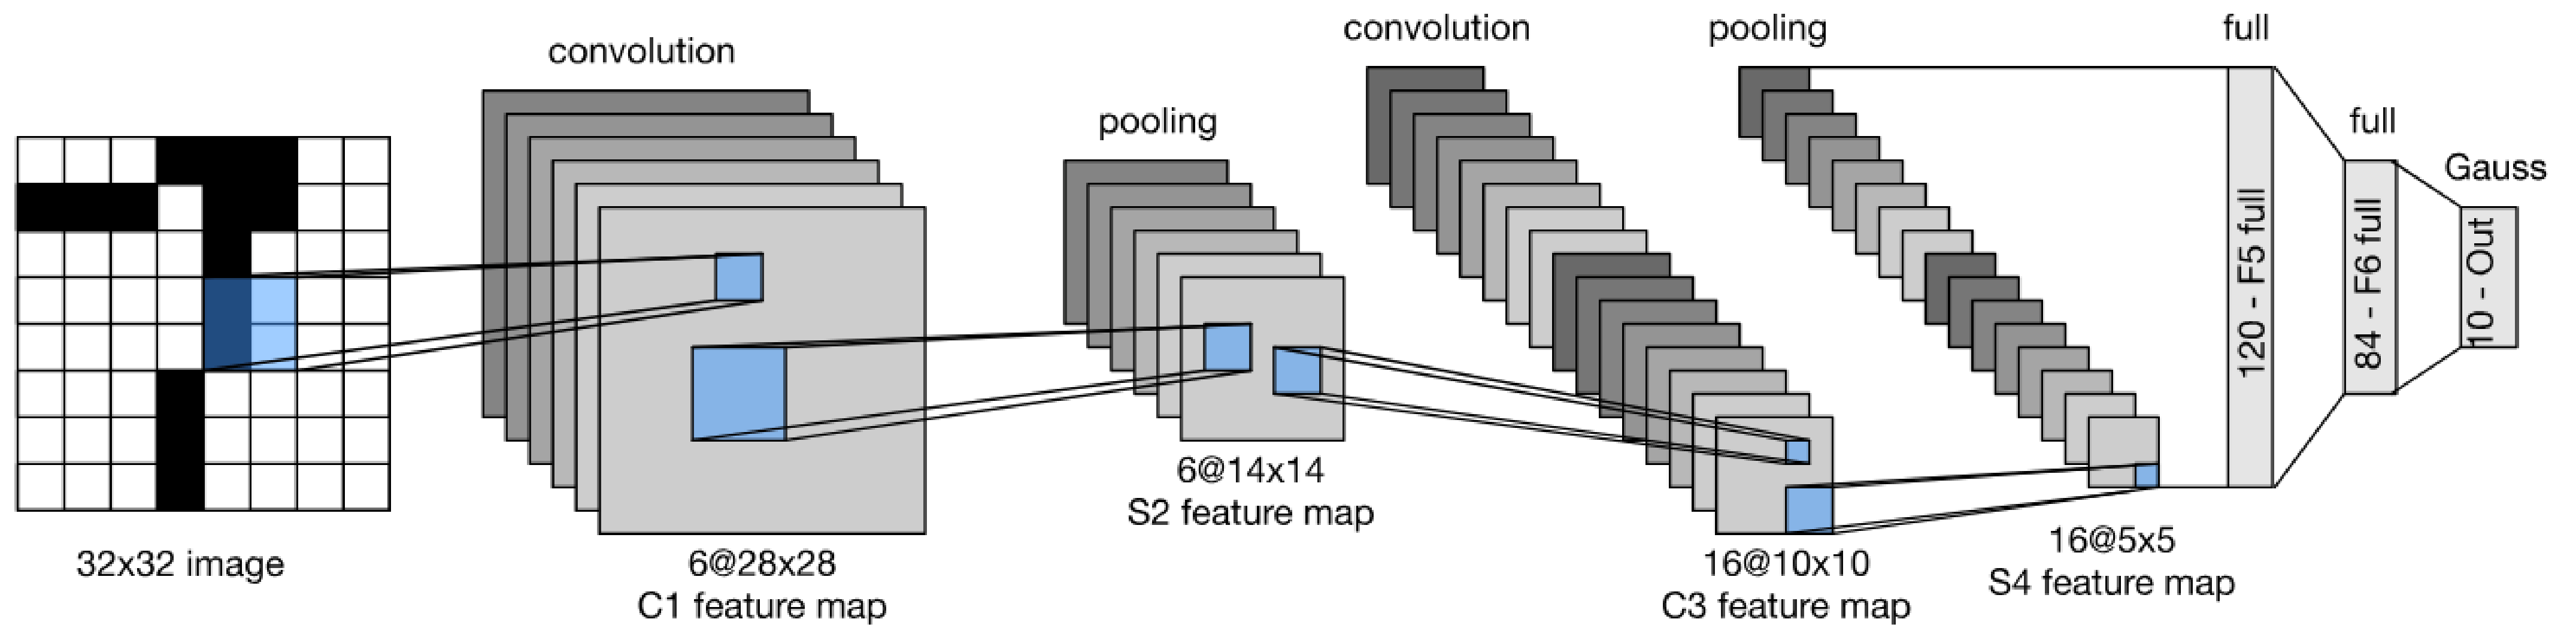 convolution
pooling
convolution
pooling
full
full
Gauss
32x32 image
6@28x28
C1 feature map
6@14x14
S2 feature map
16@10x10
C3 feature map
16@5x5
S4 feature map
120 - F5 full
84 - F6 full
10 - Out